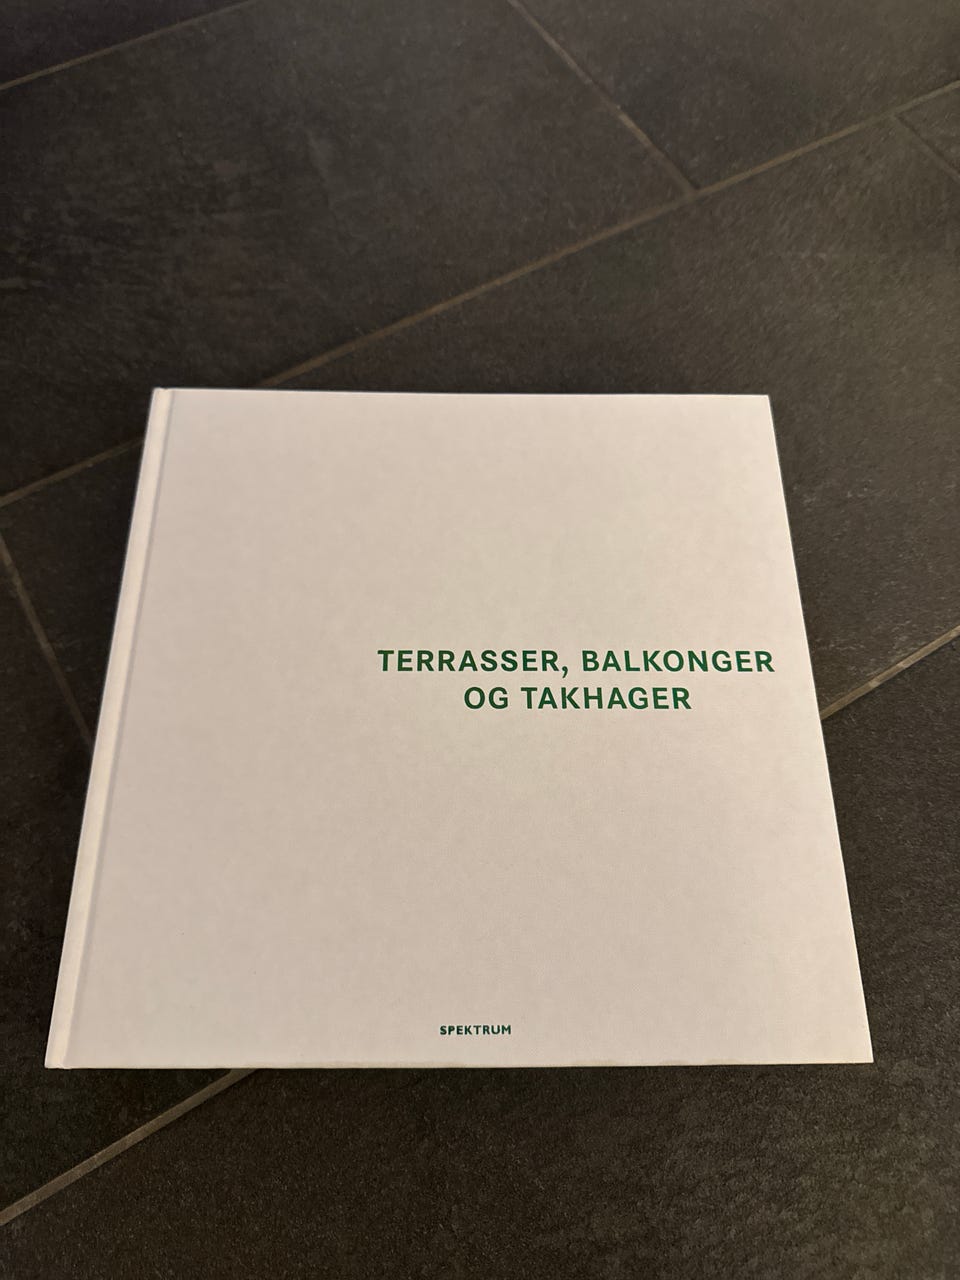 TERRASSER, BALKONGER
OG TAKHAGER
SPEKTRUM